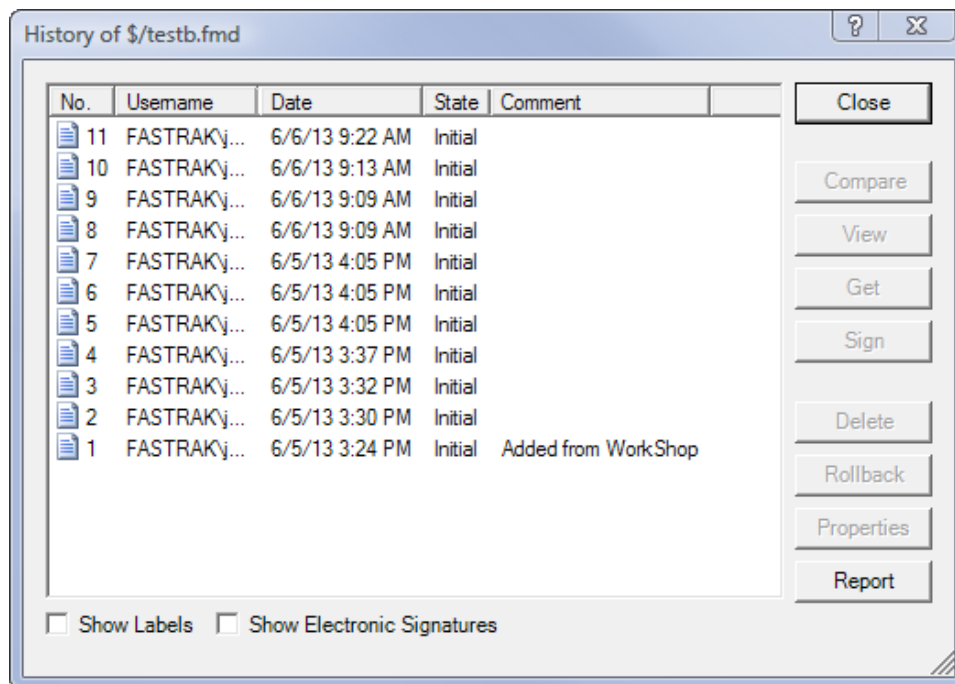 History of $/testb.fmd
No. Username Date State Comment
11 FASTRAK\j... 6/6/13 9:22 AM Initial
10 FASTRAK\j... 6/6/13 9:13 AM Initial
9 FASTRAK\j... 6/6/13 9:09 AM Initial
8 FASTRAK\j... 6/6/13 9:09 AM Initial
7 FASTRAK\j... 6/5/13 4:05 PM Initial
6 FASTRAK\j... 6/5/13 4:05 PM Initial
5 FASTRAK\j... 6/5/13 4:05 PM Initial
4 FASTRAK\j... 6/5/13 3:37 PM Initial
3 FASTRAK\j... 6/5/13 3:32 PM Initial
2 FASTRAK\j... 6/5/13 3:30 PM Initial
1 FASTRAK\j... 6/5/13 3:24 PM Initial Added from WorkShop
Close
Compare
View
Get
Sign
Delete
Rollback
Properties
Report
Show Labels Show Electronic Signatures